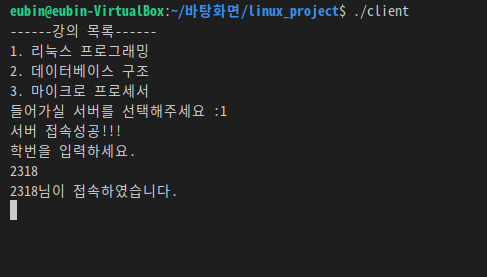 eubin@eubin-VirtualBox:~/바탕화면/linux_project$ ./client
------강의 목록------
1. 리눅스 프로그래밍
2. 데이터베이스 구조
3. 마이크로 프로세서
들어가실 서버를 선택해주세요 :1
서버 접속성공!!!
학번을 입력하세요.
2318
2318님이 접속하였습니다.